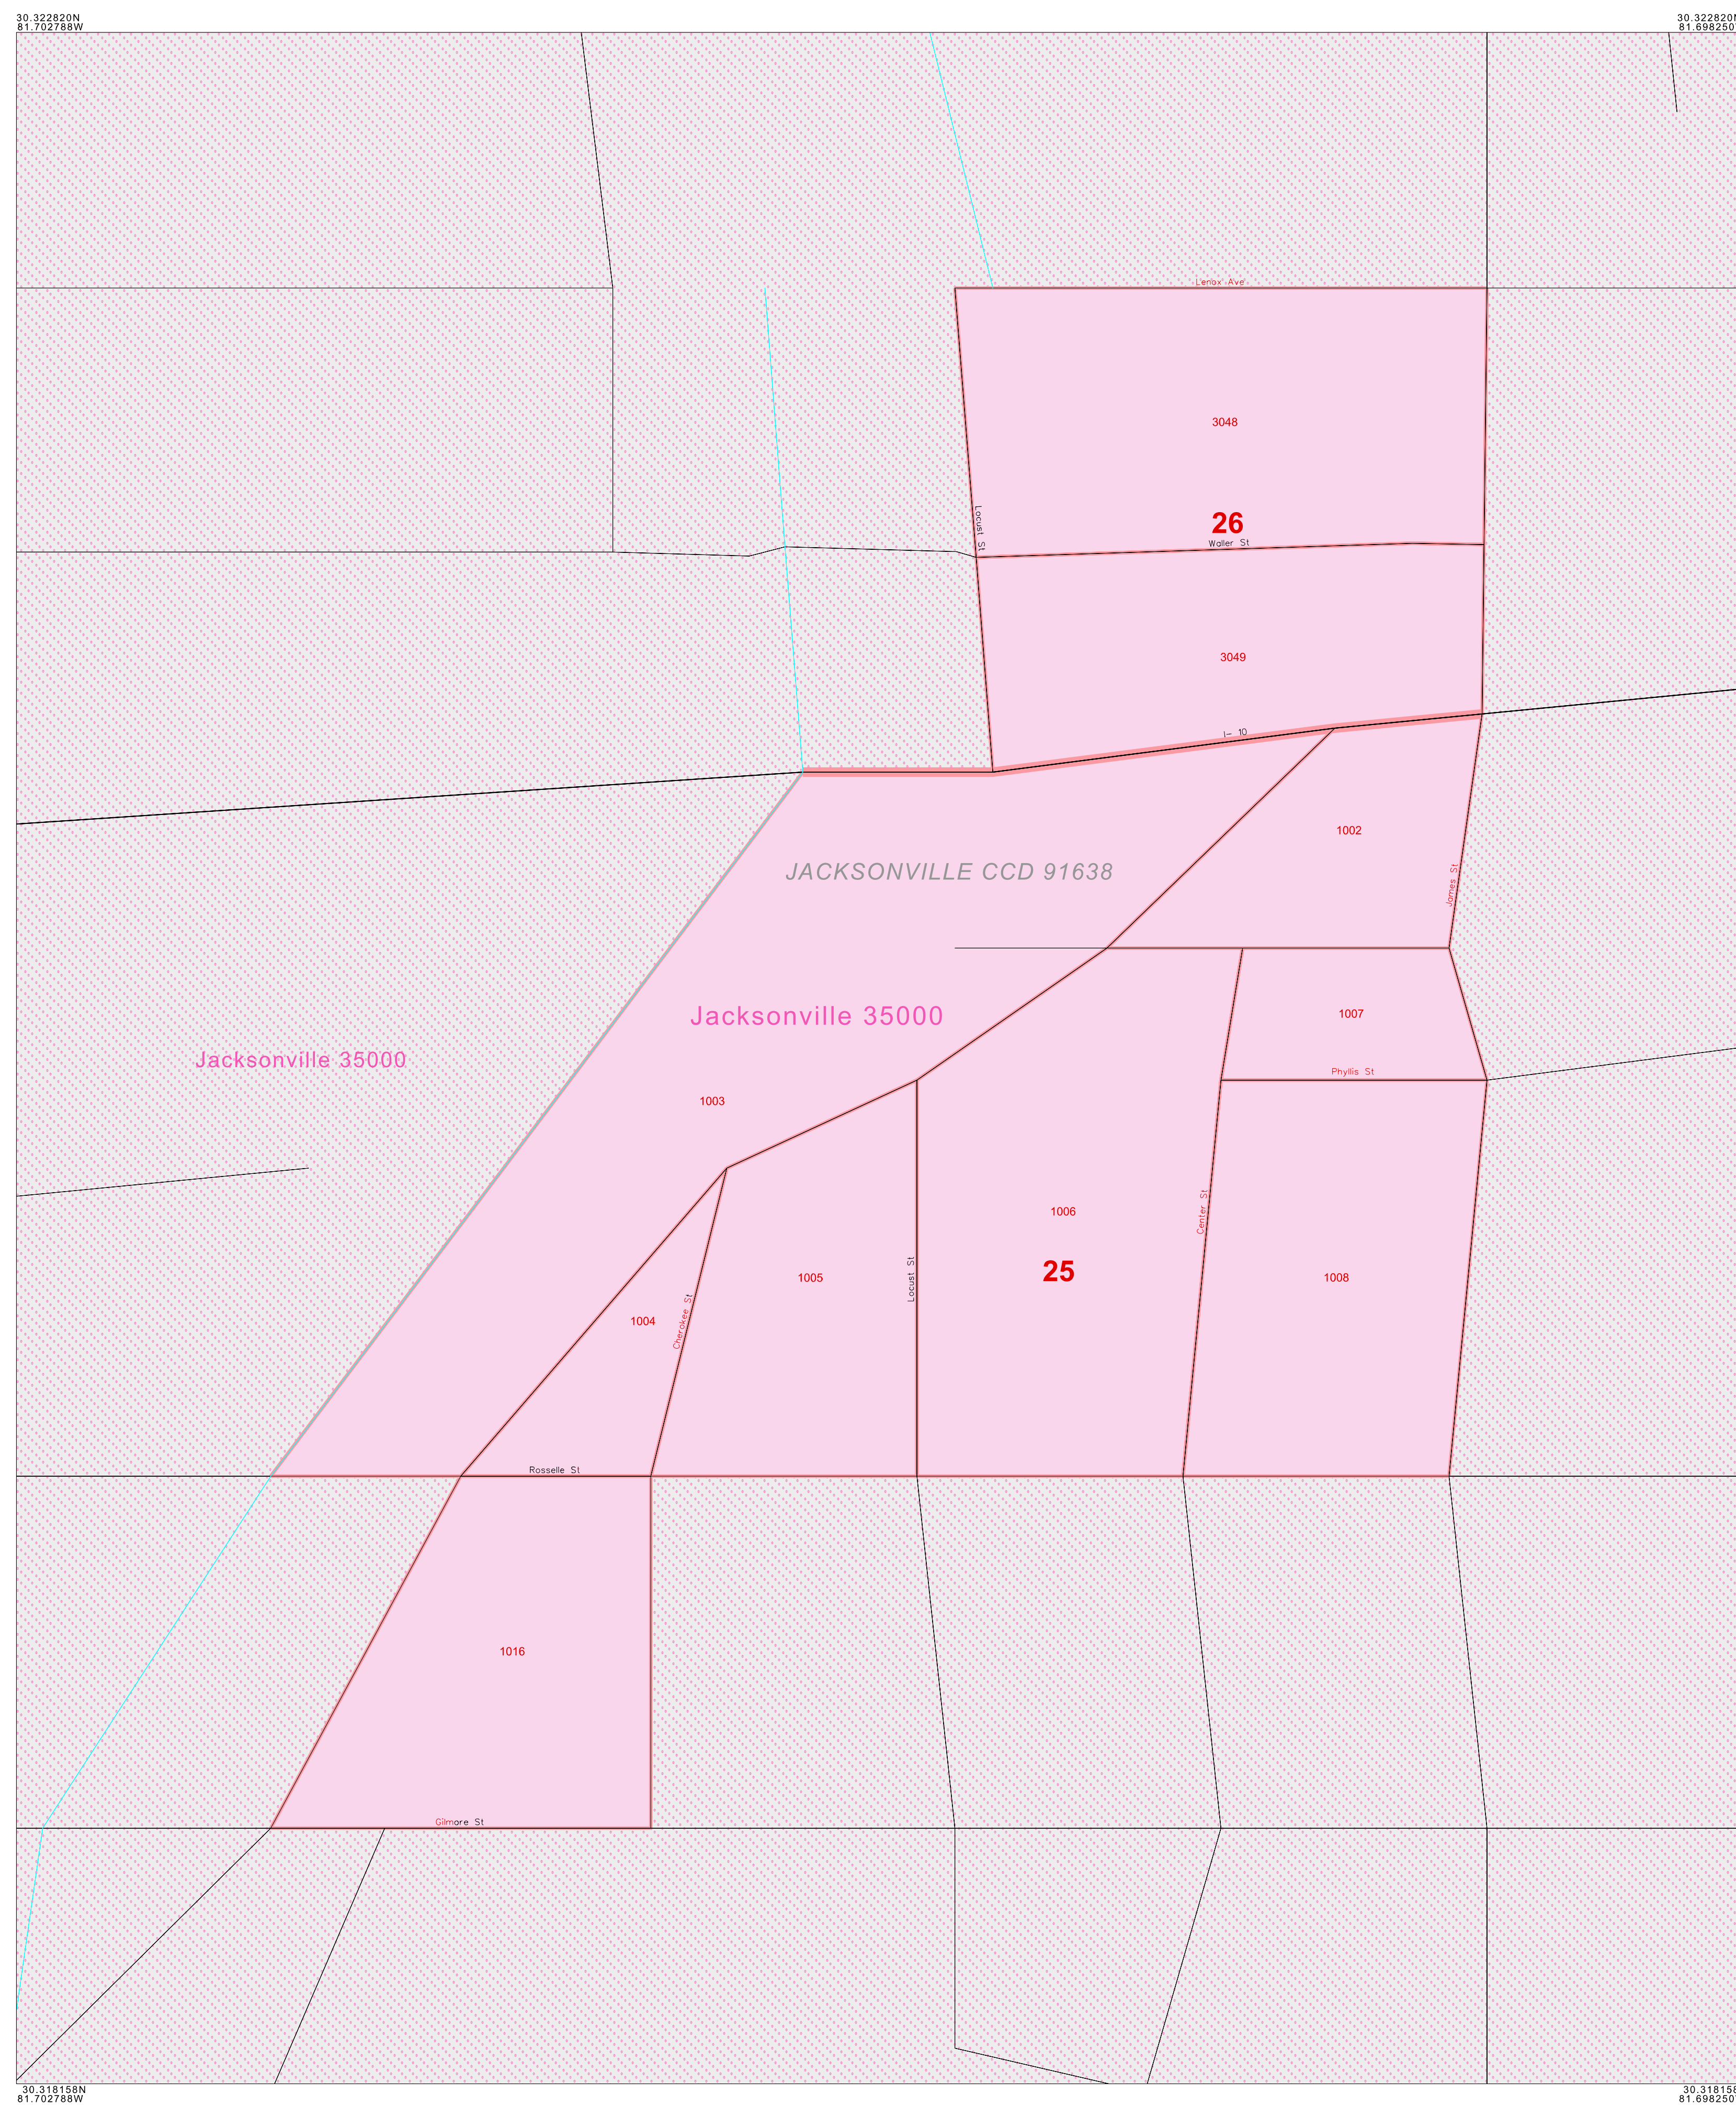 30.322820N
81.702788W
30.322820N
81.698250
Lenox Ave
3048
Locust St
26
Waller St
3049
I- 10
1002
JACKSONVILLE CCD 91638
James St
Jacksonville 35000
1007
Jacksonville 35000
Phyllis St
1003
1006
Center St
25
Locust St
1005
1008
1004
Cherokee St
Rosselle St
1016
Gilmore St
30.318158N
81.702788W
30.318158
81.698250